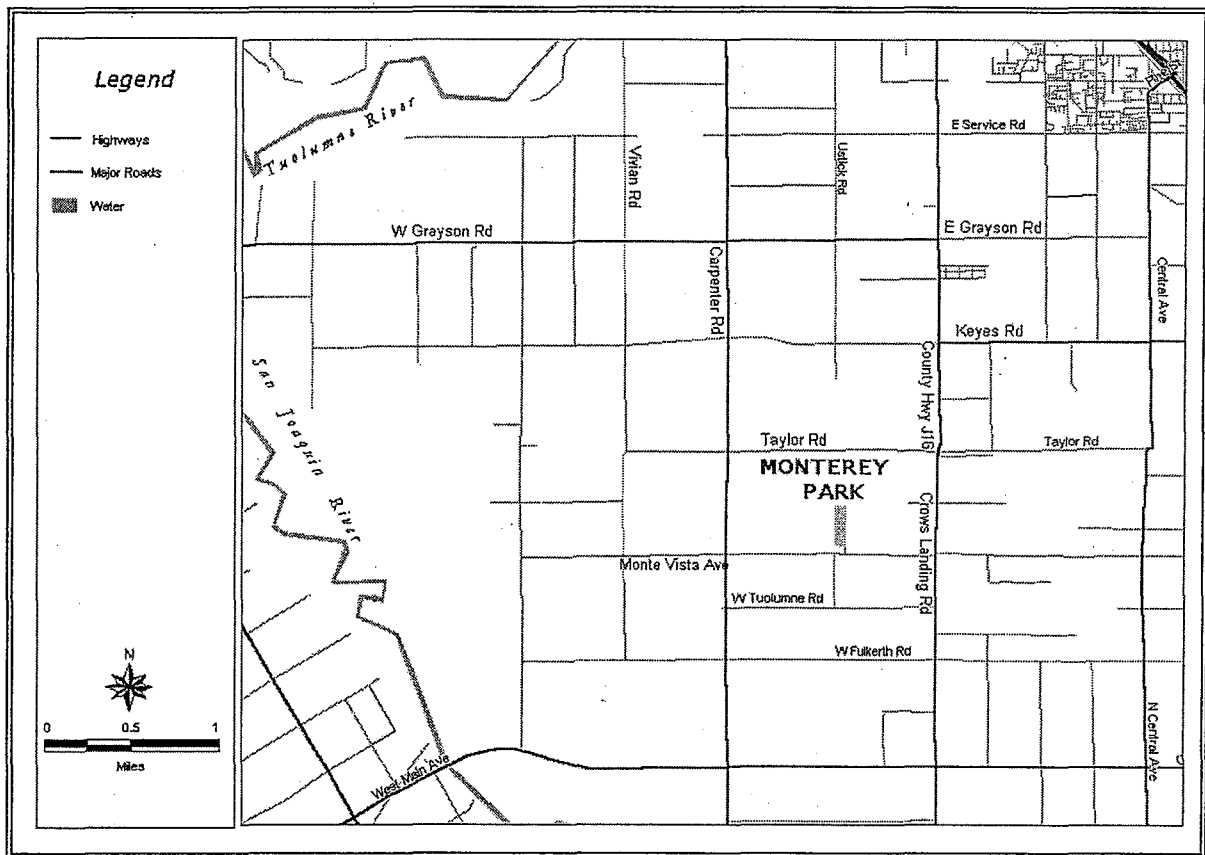 Legend
Highways
Major Roads
Water
N
0 0.5 1
Miles
Tuolumne River
E Service Rd
Vivian Rd
Ustick Rd
W Grayson Rd
E Grayson Rd
Carpenter Rd
Central Ave
Keyes Rd
San Joaquin River
County Hwy J16
Taylor Rd
Taylor Rd
MONTEREY
PARK
Crows Landing Rd
Monte Vista Ave
W Tuolumne Rd
W Fulkerth Rd
N Central Ave
West Main Ave